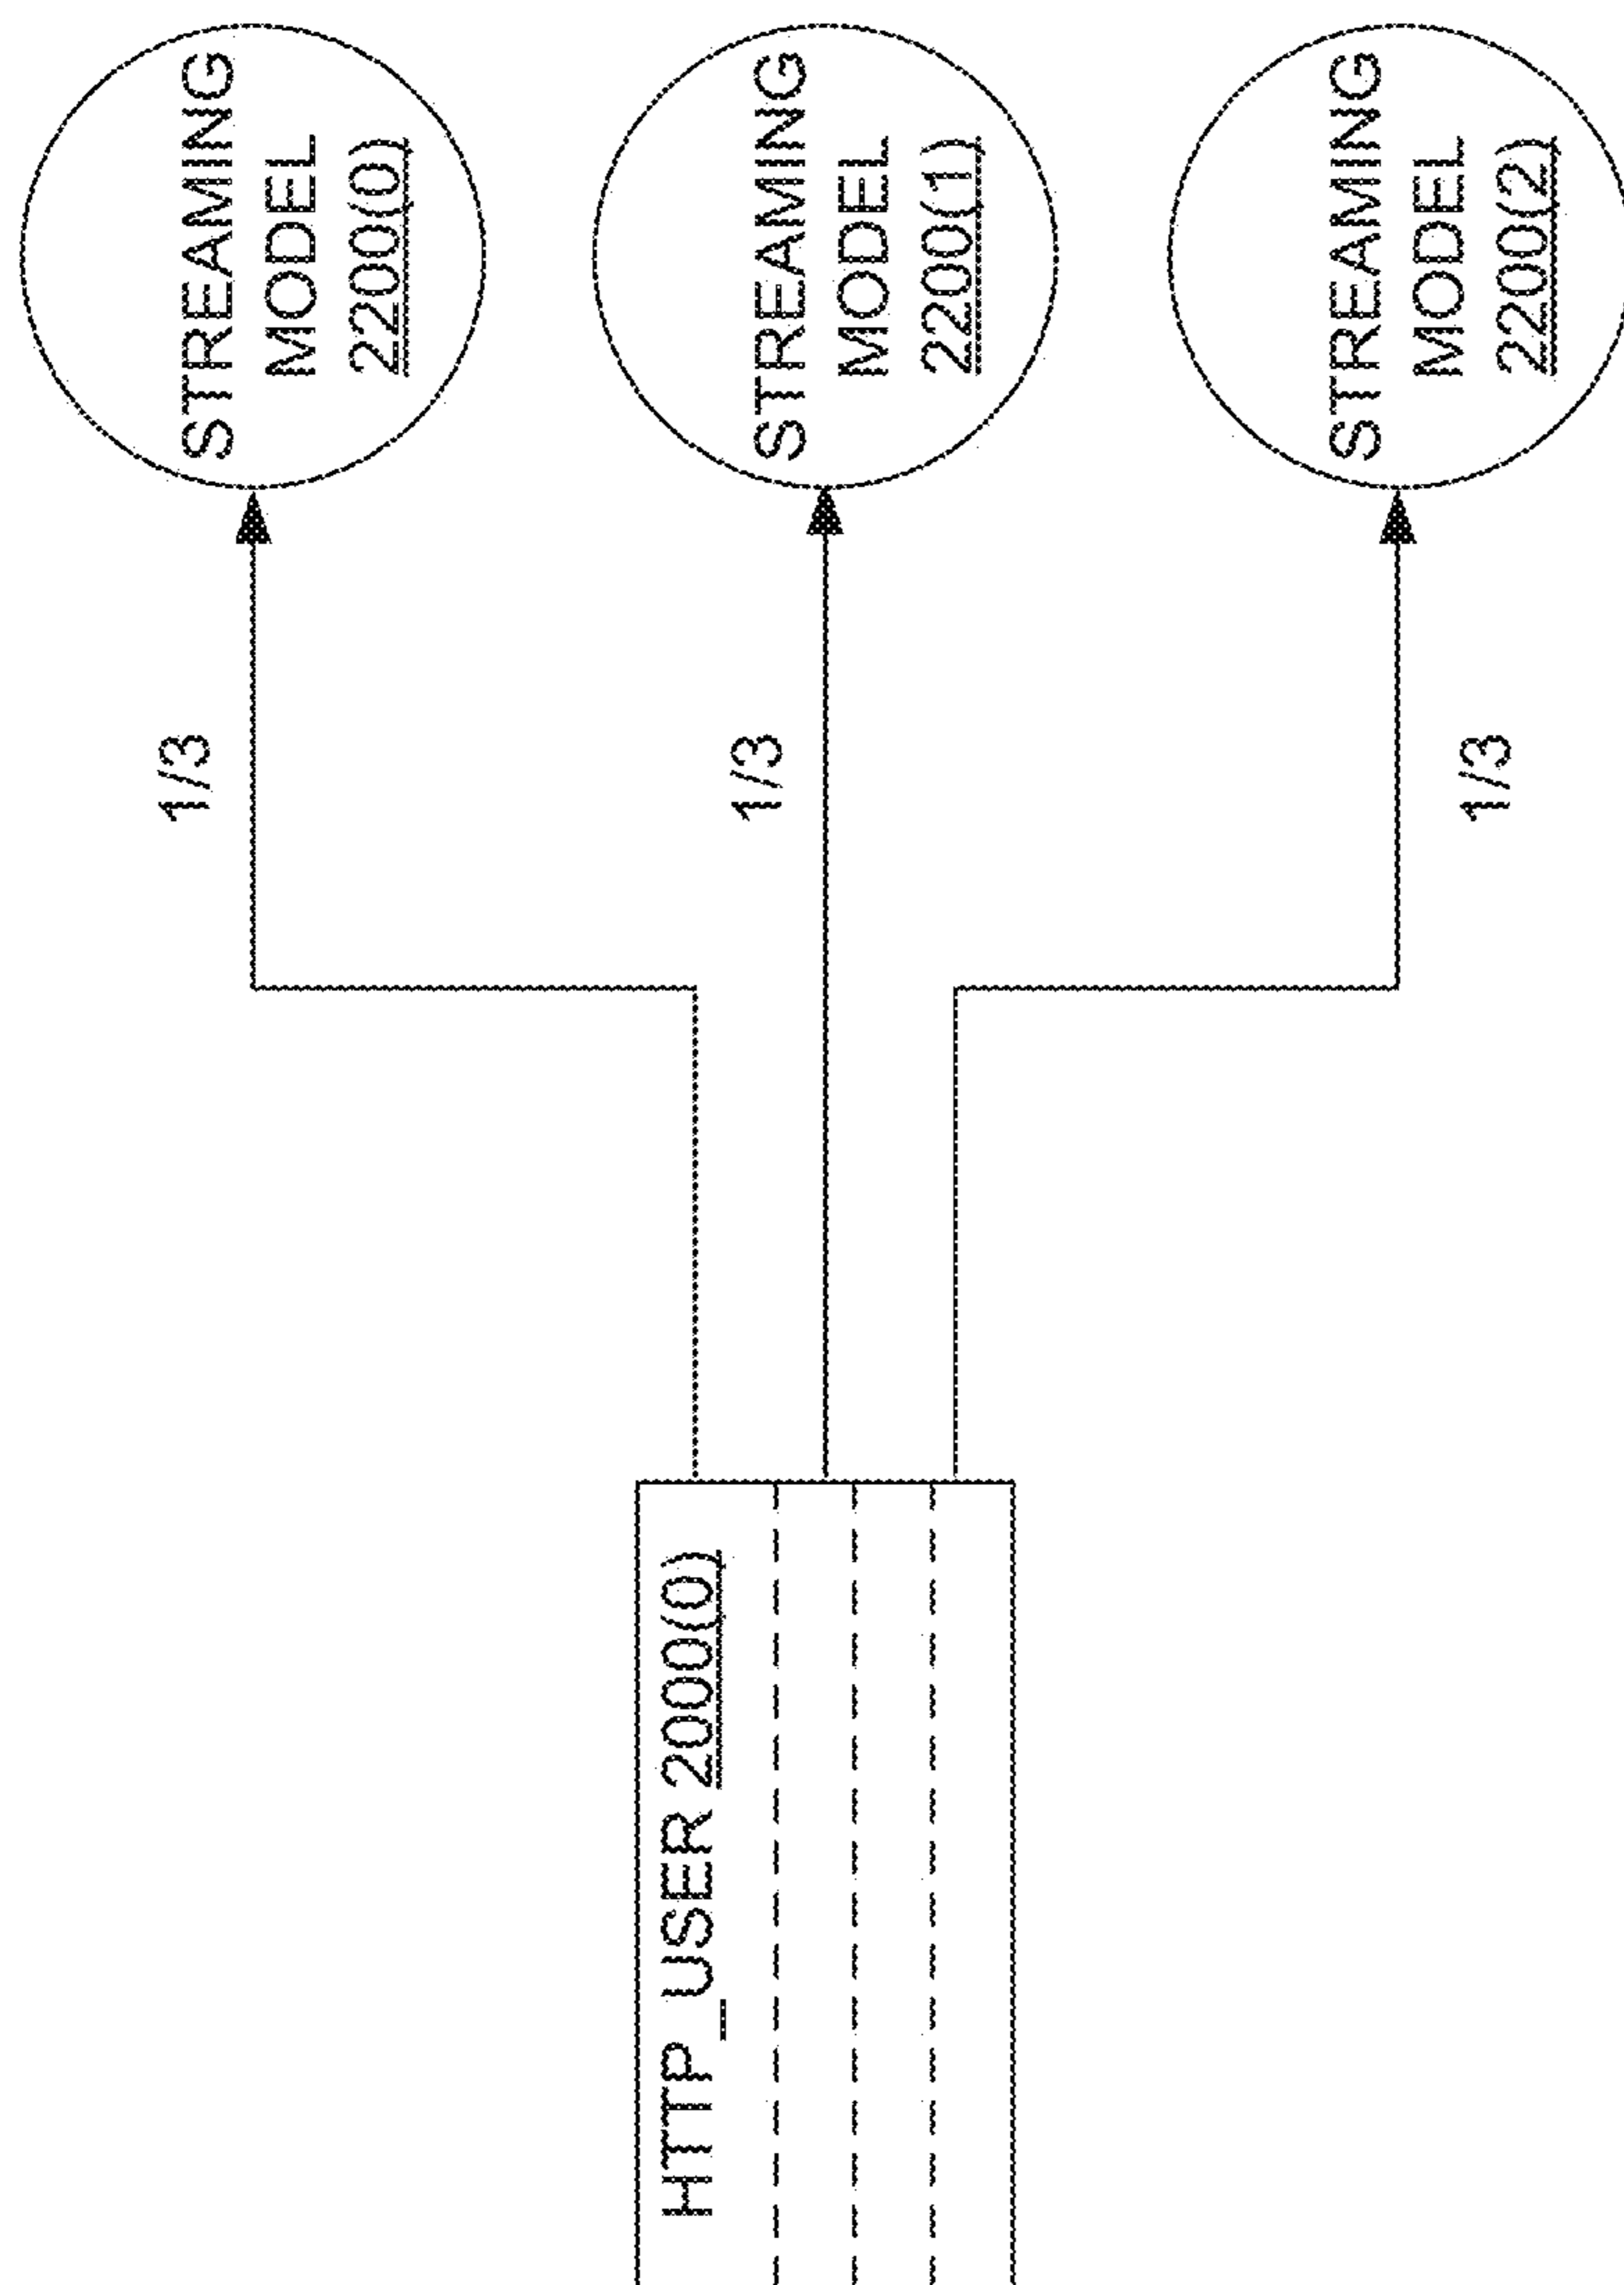 STREAMING
MODEL
2200(0)
1/3
STREAMING
MODEL
2200(1)
1/3
HTTP_USER 2000(0)
STREAMING
MODEL
2200(2)
1/3